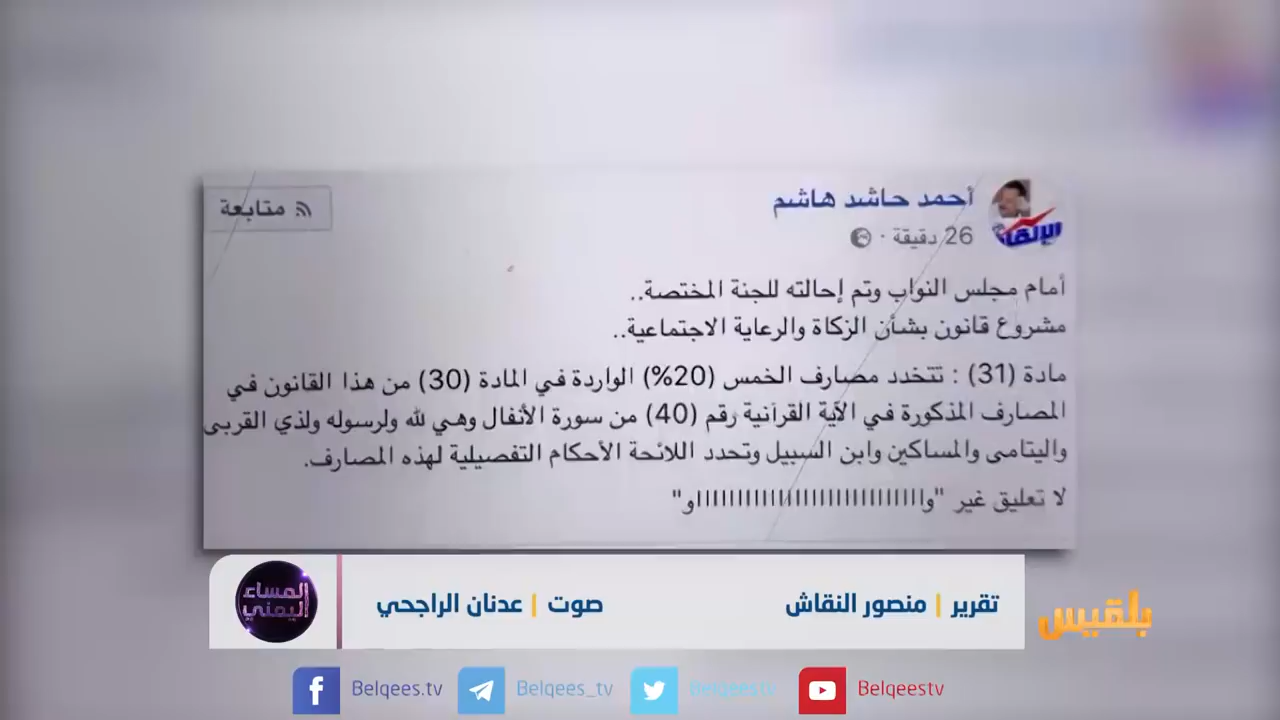 أحمد حاشد هاشم
متابعة
26 دقيقة ·
أمام مجلس النواب وتم إحالته للجنة المختصة..
مشروع قانون بشأن الزكاة والرعاية الاجتماعية..
مادة (31) : تتحدد مصارف الخمس (20%) الواردة في المادة (30) من هذا القانون في
المصارف المذكورة في الآية القرآنية رقم (40) من سورة الأنفال وهي لله ولرسوله ولذي القربى
واليتامى والمساكين وابن السبيل وتحدد اللائحة الأحكام التفصيلية لهذه المصارف.
لا تعليق غير "واااااااااااااااااااااااااااو"
تقرير | منصور النقاش
صوت | عدنان الراجحي
المساء
اليمني
بلقيس
Belqees.tv
Belqees_tv
Belqeestv
Belqeestv